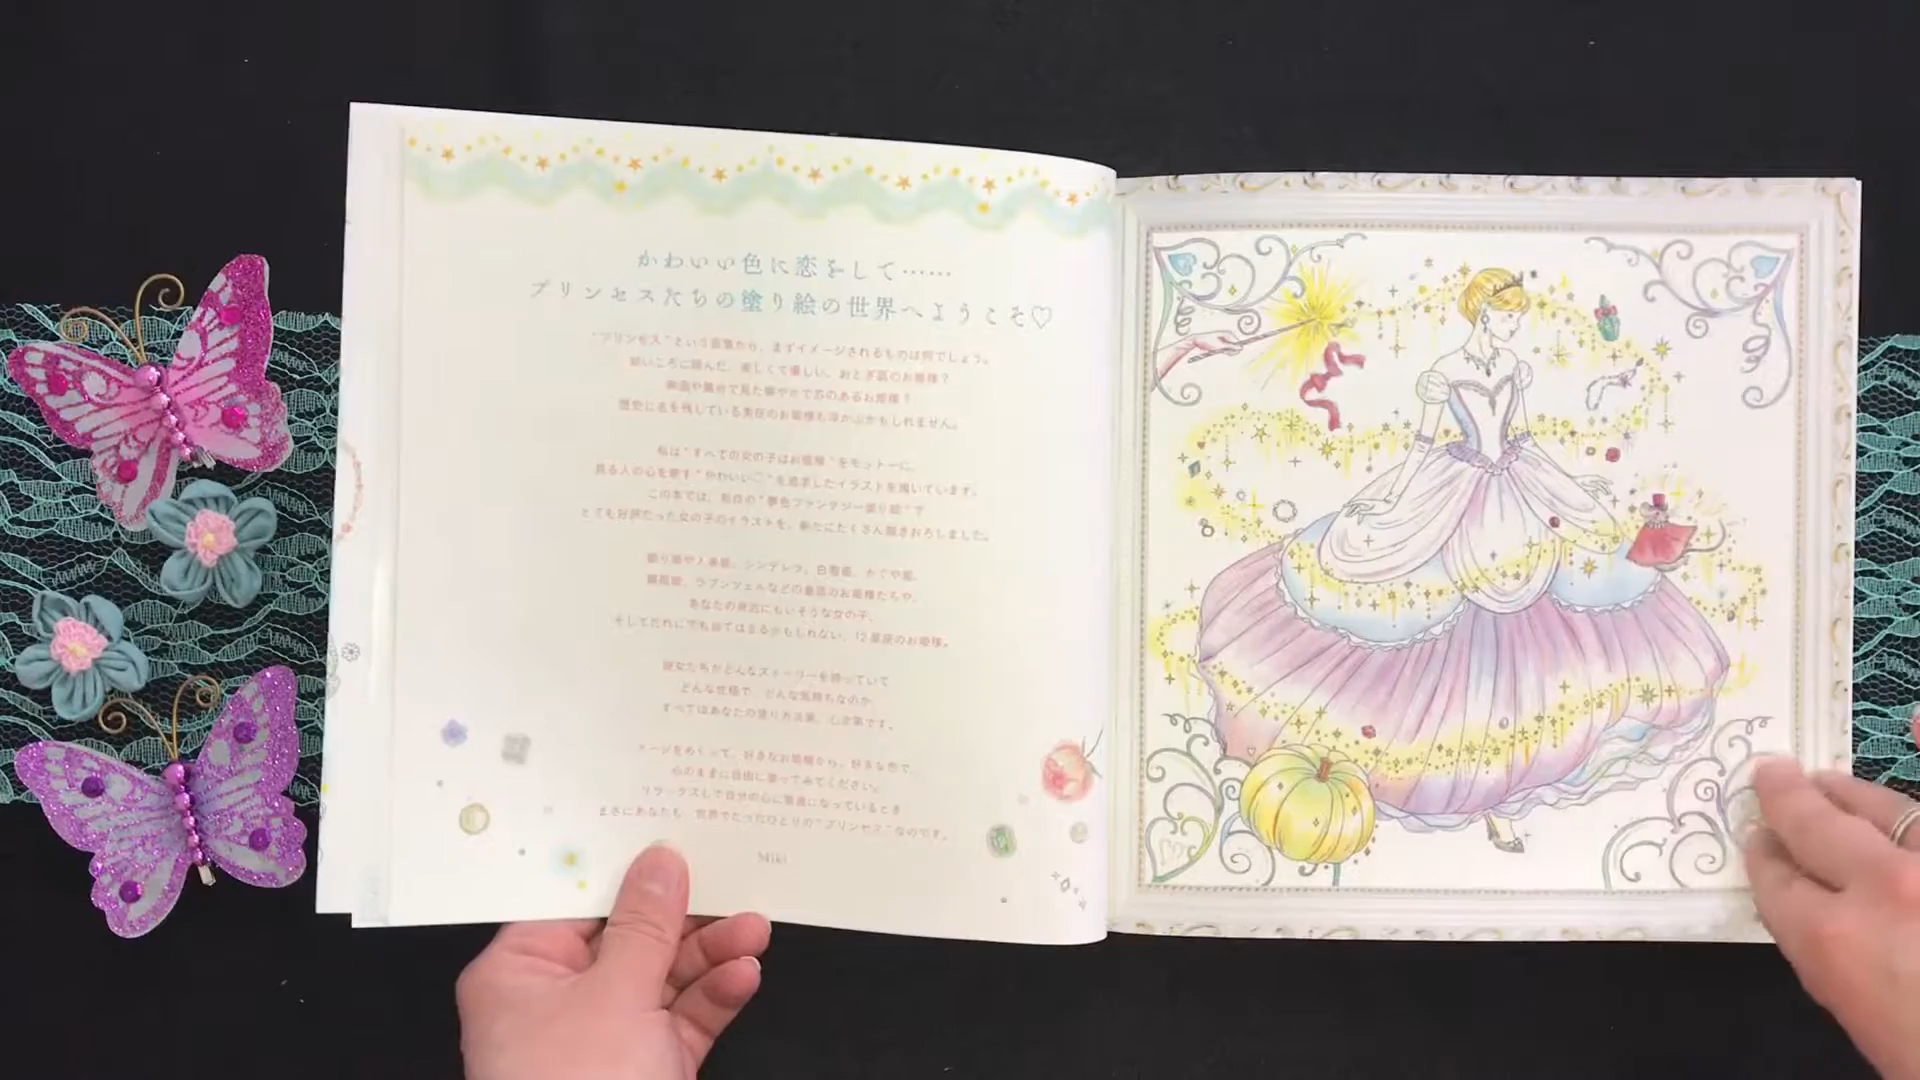 かわいい色に恋をして……
プリンセスたちの塗り絵の世界へようこそ♡
"プリンセス"という言葉から、まずイメージされるものは何でしょう。
幼いころに読んだ、美しくて優しい、おとぎ話のお姫様?
映画や舞台で見た華やかで芯のあるお姫様?
歴史に名を残している実在のお姫様も浮かぶかもしれません。
私は"すべての女の子はお姫様"をモットーに、
見る人の心を癒す"かわいい♡"を追求したイラストを描いています。
この本では、前作の"夢色ファンタジー塗り絵"で
とても好評だった女の子のイラストを、新たにたくさん描きおろしました。
眠り姫や人魚姫、シンデレラ、白雪姫、かぐや姫、
親指姫、ラプンツェルなどの童話のお姫様たちや、
あなたの身近にもいそうな女の子、
そしてだれにでも当てはまるかもしれない、12星座のお姫様。
彼女たちがどんなストーリーを持っていて
どんな性格で、どんな気持ちなのか、
すべてはあなたの塗り方次第、心次第です。
ページをめくって、好きなお姫様から、好きな色で、
心のままに自由に塗ってみてください。
リラックスして自分の心に素直になっているとき
まさにあなたも、世界でたったひとりの"プリンセス"なのです。
Miki